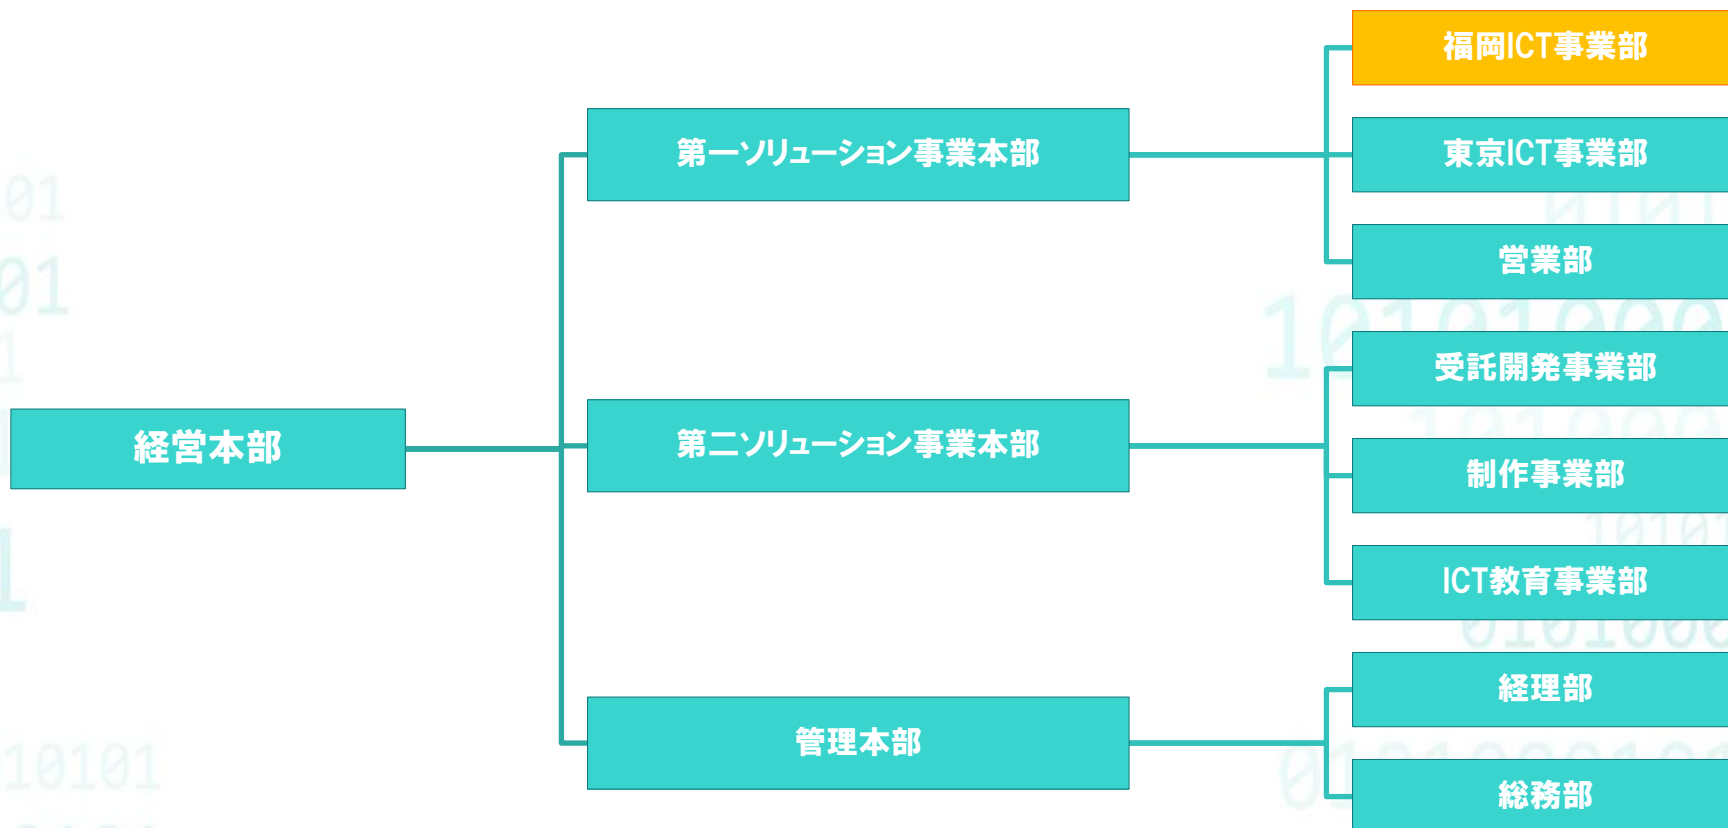 福岡ICT事業部
第一ソリューション事業本部
東京ICT事業部
営業部
受託開発事業部
経営本部
第二ソリューション事業本部
制作事業部
ICT教育事業部
経理部
管理本部
総務部